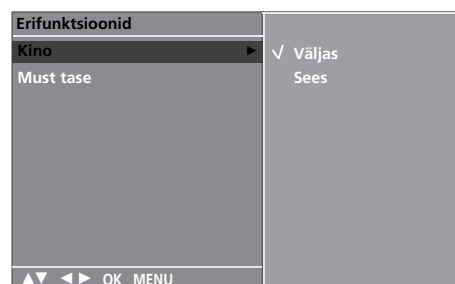 Erifunktsioonid
Kino ►
Must tase
√ Väljas
Sees
▲▼ ◄► OK MENU